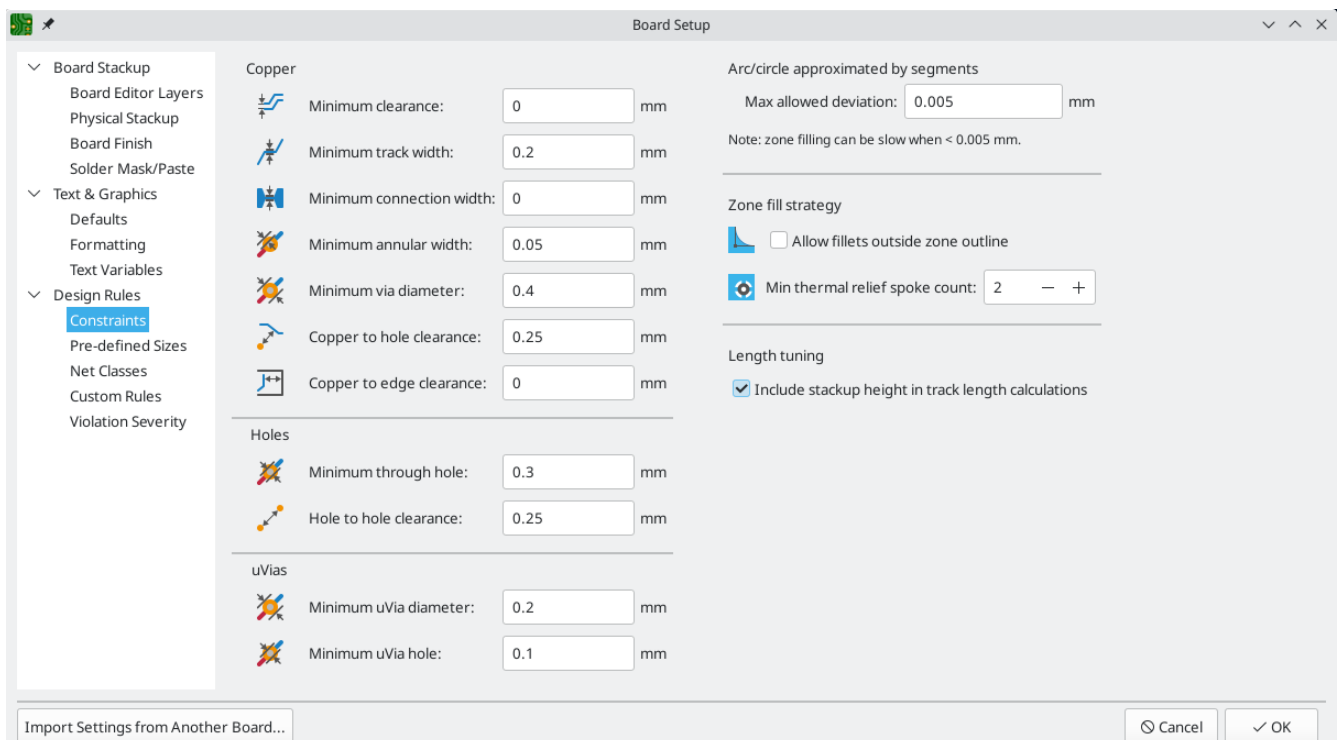 Board Setup
Board Stackup
Board Editor Layers
Physical Stackup
Board Finish
Solder Mask/Paste
Text & Graphics
Defaults
Formatting
Text Variables
Design Rules
Constraints
Pre-defined Sizes
Net Classes
Custom Rules
Violation Severity
Copper
Minimum clearance: 0 mm
Minimum track width: 0.2 mm
Minimum connection width: 0 mm
Minimum annular width: 0.05 mm
Minimum via diameter: 0.4 mm
Copper to hole clearance: 0.25 mm
Copper to edge clearance: 0 mm
Holes
Minimum through hole: 0.3 mm
Hole to hole clearance: 0.25 mm
uVias
Minimum uVia diameter: 0.2 mm
Minimum uVia hole: 0.1 mm
Arc/circle approximated by segments
Max allowed deviation: 0.005 mm
Note: zone filling can be slow when < 0.005 mm.
Zone fill strategy
Allow fillets outside zone outline
Min thermal relief spoke count: 2
Length tuning
Include stackup height in track length calculations
Import Settings from Another Board...
Cancel
OK